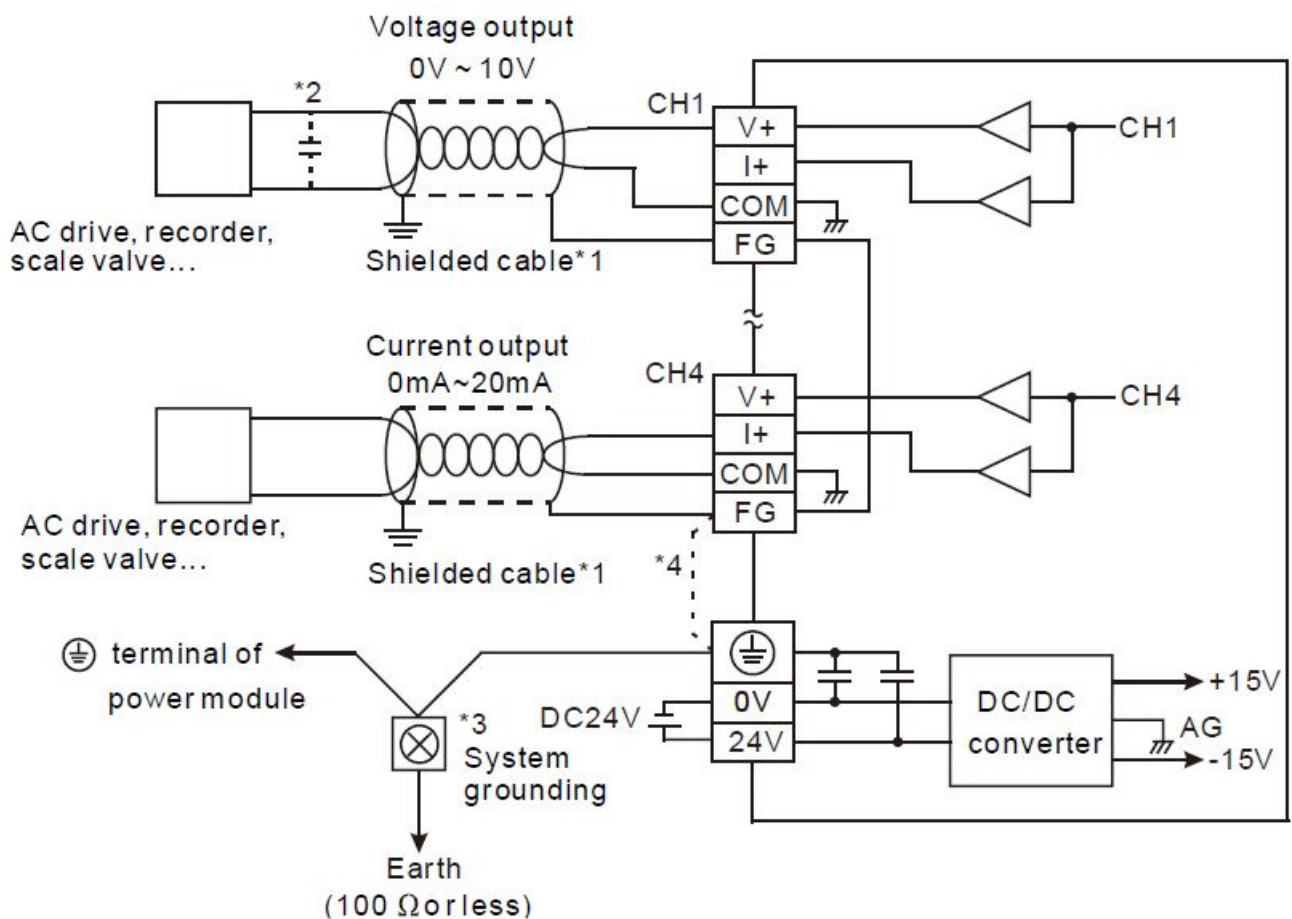 Voltage output
0V ~ 10V
*2
CH1
V+
I+
COM
FG
CH1
AC drive, recorder,
scale valve...
Shielded cable*1
Current output
0mA~20mA
CH4
V+
I+
COM
FG
CH4
AC drive, recorder,
scale valve...
Shielded cable*1
*4
terminal of
power module
*3
System
grounding
Earth
(100 Ω or less)
DC24V
0V
24V
DC/DC
converter
+15V
AG
-15V